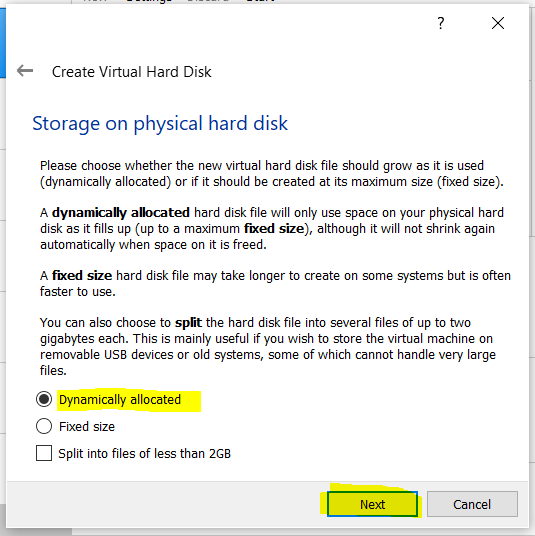 New Settings Discard Start
?
Create Virtual Hard Disk
Storage on physical hard disk
Please choose whether the new virtual hard disk file should grow as it is used
(dynamically allocated) or if it should be created at its maximum size (fixed size).
A dynamically allocated hard disk file will only use space on your physical hard
disk as it fills up (up to a maximum fixed size), although it will not shrink again
automatically when space on it is freed.
A fixed size hard disk file may take longer to create on some systems but is often
faster to use.
You can also choose to split the hard disk file into several files of up to two
gigabytes each. This is mainly useful if you wish to store the virtual machine on
removable USB devices or old systems, some of which cannot handle very large
files.
Dynamically allocated
Fixed size
Split into files of less than 2GB
Next Cancel